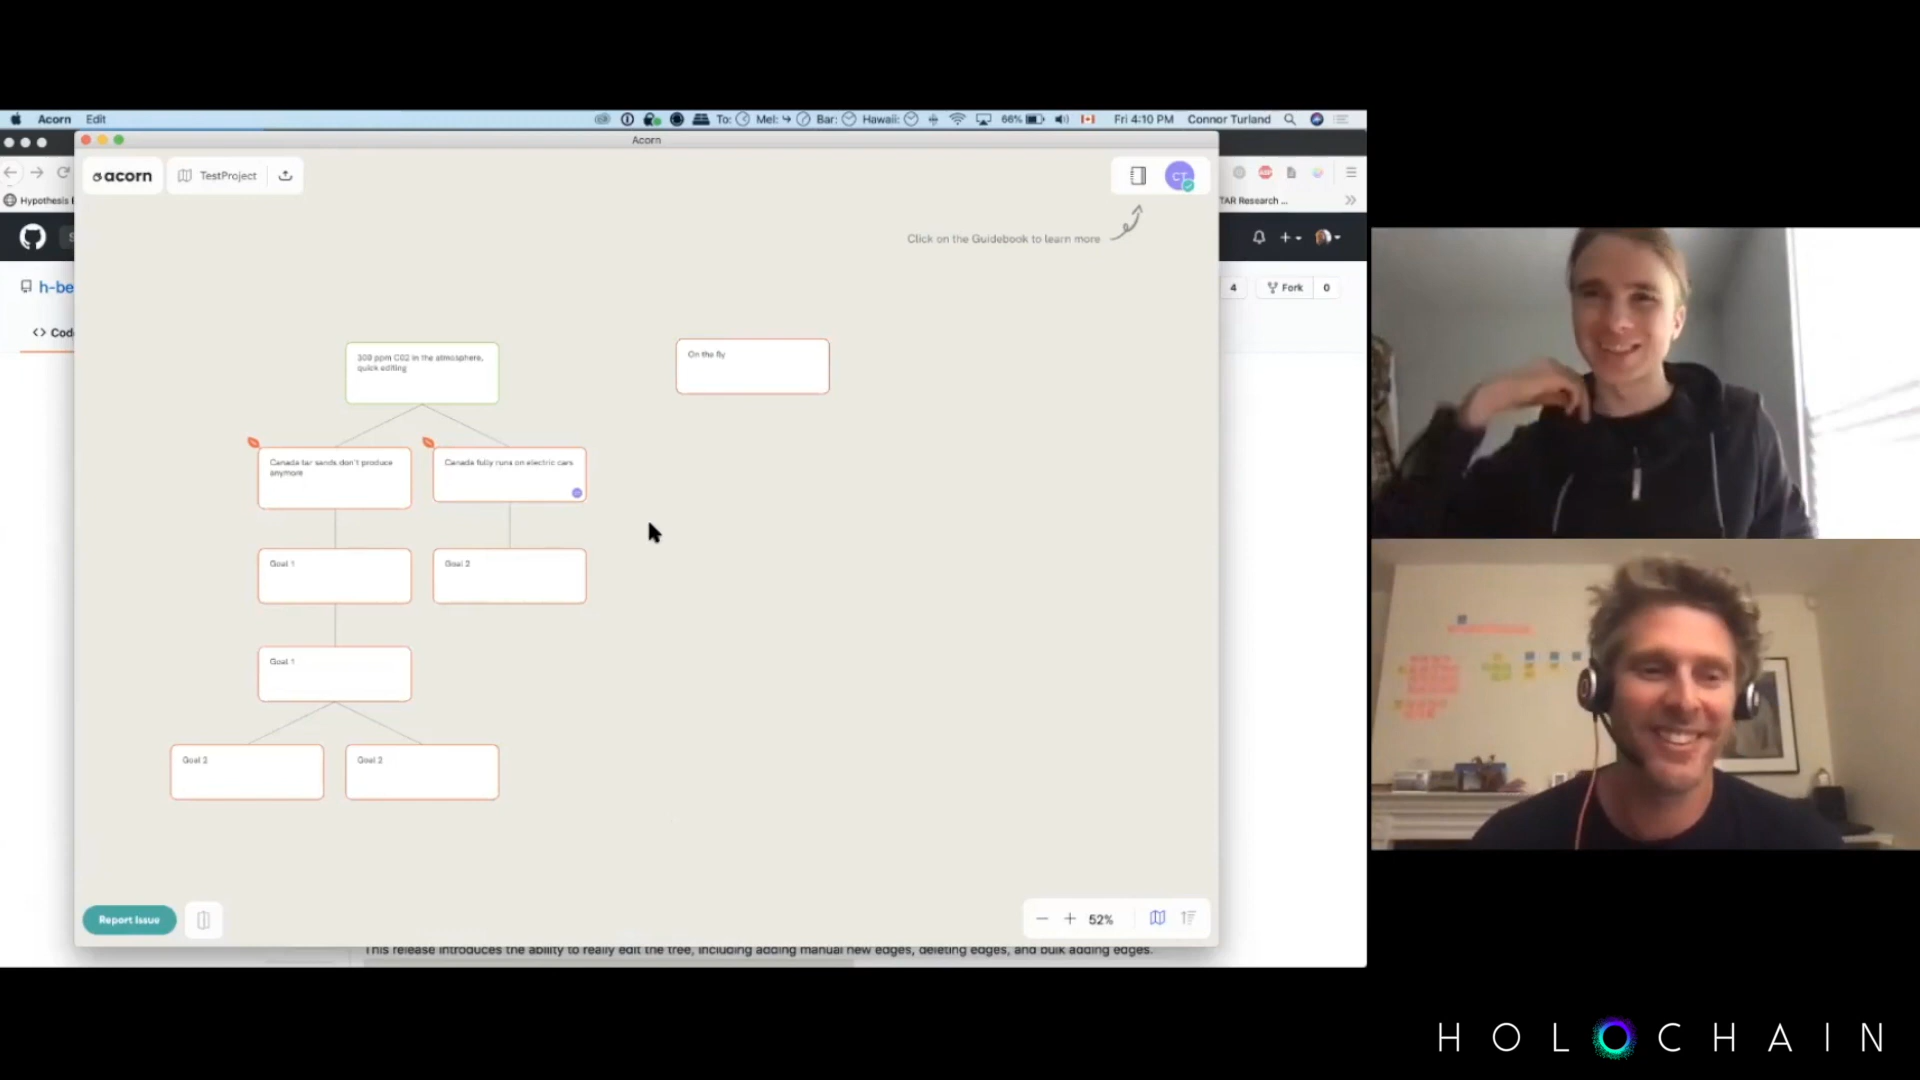 Acorn Edit
To: Mel: Bar: Hawaii: 66% Fri 4:10 PM Connor Turland
Acorn
acorn TestProject
CT
Hypothesis
TAR Research ...
Click on the Guidebook to learn more
h-be
4 Fork 0
<> Cod
300 ppm C02 in the atmosphere,
quick editing
On the fly
Canada tar sands don't produce
anymore
Canada fully runs on electric cars
Goal 1
Goal 2
Goal 1
Goal 2
Goal 2
Report Issue
52%
This release introduces the ability to really edit the tree, including adding manual new edges, deleting edges, and bulk adding edges.
HOLOCHAIN